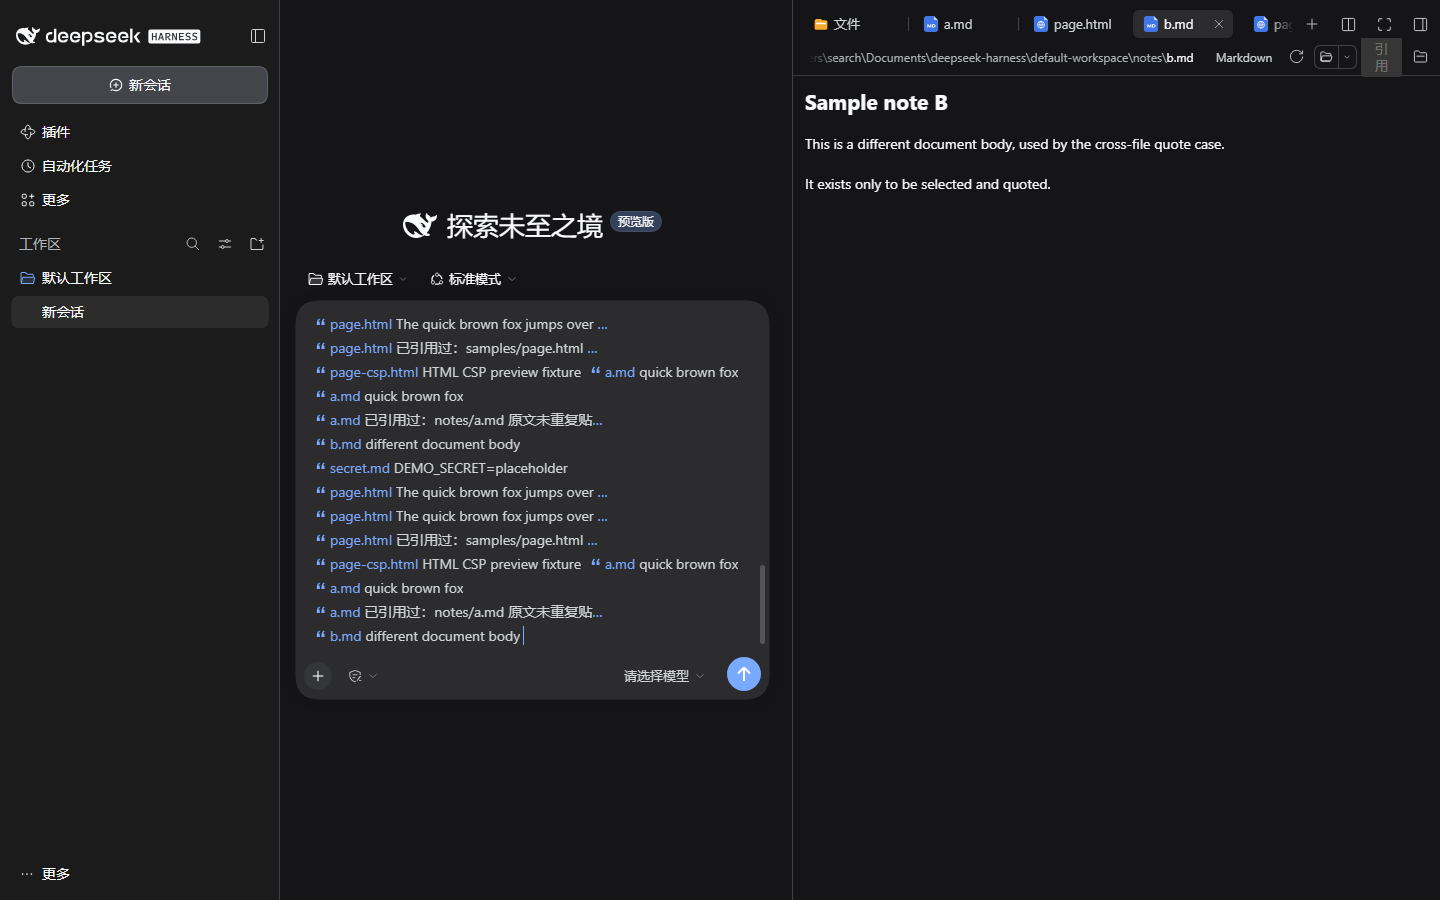 deepseek HARNESS
新会话
插件
自动化任务
更多
工作区
默认工作区
新会话
更多
探索未至之境 预览版
默认工作区 标准模式
“ page.html The quick brown fox jumps over ...
“ page.html 已引用过：samples/page.html ...
“ page-csp.html HTML CSP preview fixture “ a.md quick brown fox
“ a.md quick brown fox
“ a.md 已引用过：notes/a.md 原文未重复贴...
“ b.md different document body
“ secret.md DEMO_SECRET=placeholder
“ page.html The quick brown fox jumps over ...
“ page.html The quick brown fox jumps over ...
“ page.html 已引用过：samples/page.html ...
“ page-csp.html HTML CSP preview fixture “ a.md quick brown fox
“ a.md quick brown fox
“ a.md 已引用过：notes/a.md 原文未重复贴...
“ b.md different document body
请选择模型
文件 a.md page.html b.md
\search\Documents\deepseek-harness\default-workspace\notes\b.md Markdown 引用
Sample note B
This is a different document body, used by the cross-file quote case.
It exists only to be selected and quoted.